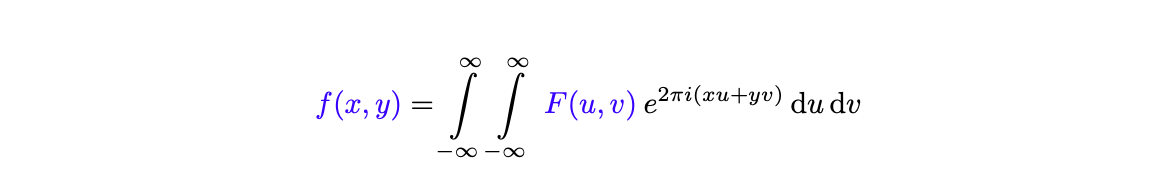 f(x, y) = ∫_{-∞}^{∞} ∫_{-∞}^{∞} F(u, v) e^{2πi(xu+yv)} du dv